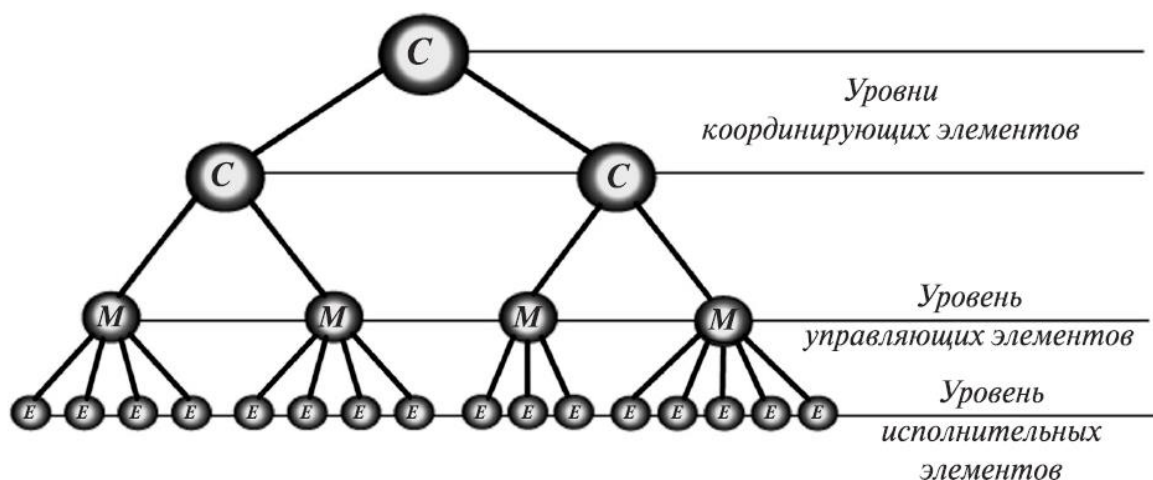 C
Уровни
координирующих элементов
C C
Уровень
M M M M
управляющих элементов
Уровень
E E E E E E E E E E E E E E E E
исполнительных
элементов